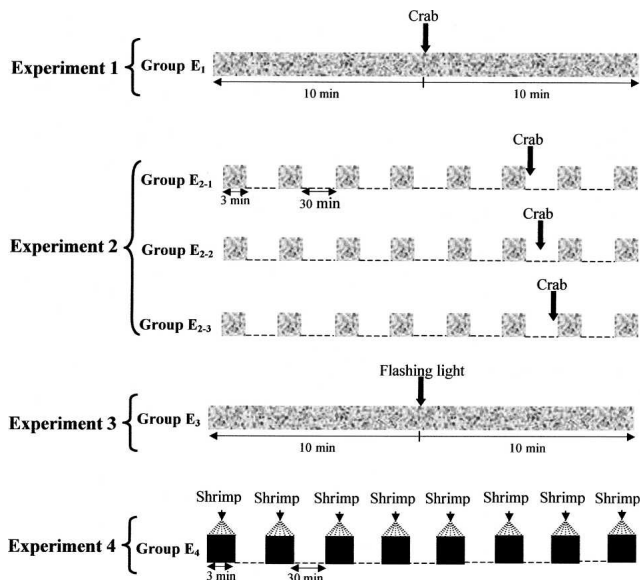 Crab
Experiment 1
Group E1
10 min
10 min
Crab
Group E2-1
3 min
30 min
Crab
Experiment 2
Group E2-2
Crab
Group E2-3
Flashing light
Experiment 3
Group E3
10 min
10 min
Shrimp Shrimp Shrimp Shrimp Shrimp Shrimp Shrimp Shrimp
Experiment 4
Group E4
3 min
30 min